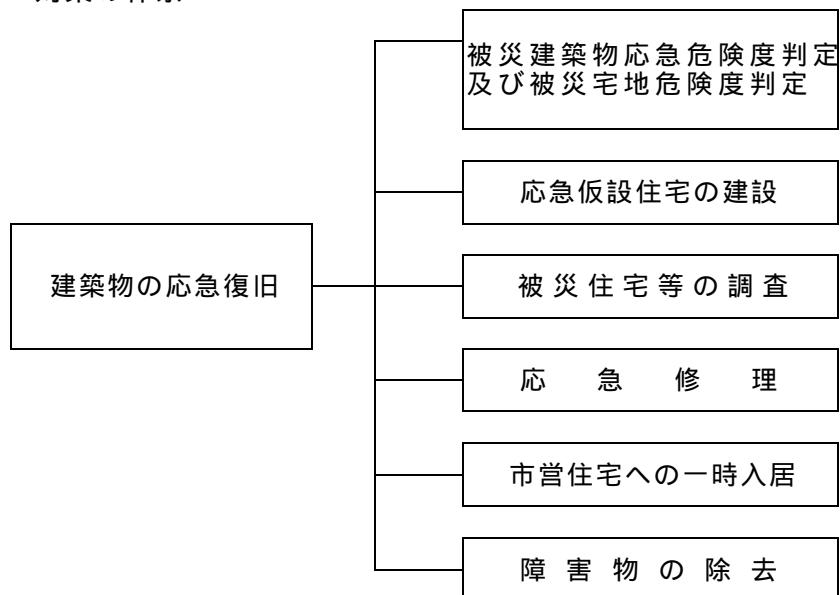 被災建築物応急危険度判定
及び被災宅地危険度判定
応急仮設住宅の建設
建築物の応急復旧
被災住宅等の調査
応急修理
市営住宅への一時入居
障害物の除去